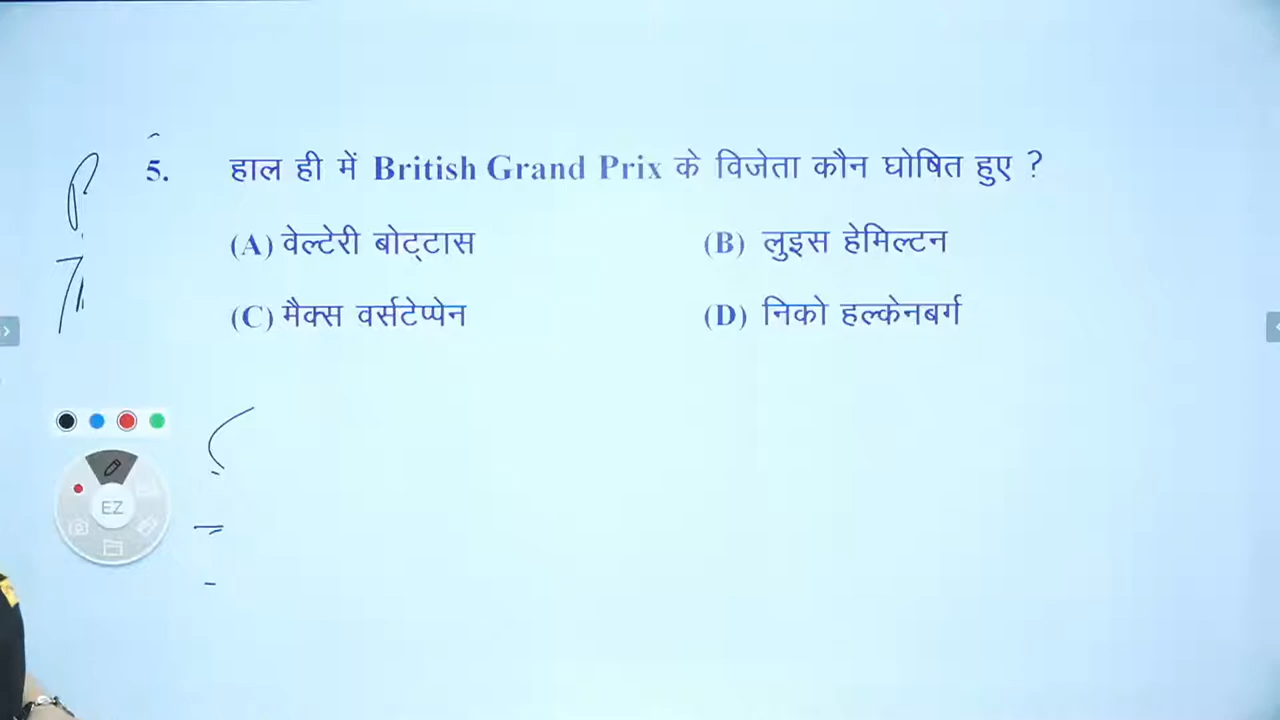 5. हाल ही में British Grand Prix के विजेता कौन घोषित हुए ?
(A) वेल्टेरी बोट्टास (B) लुइस हेमिल्टन
(C) मैक्स वर्सटेप्पेन (D) निको हल्केनबर्ग
EZ